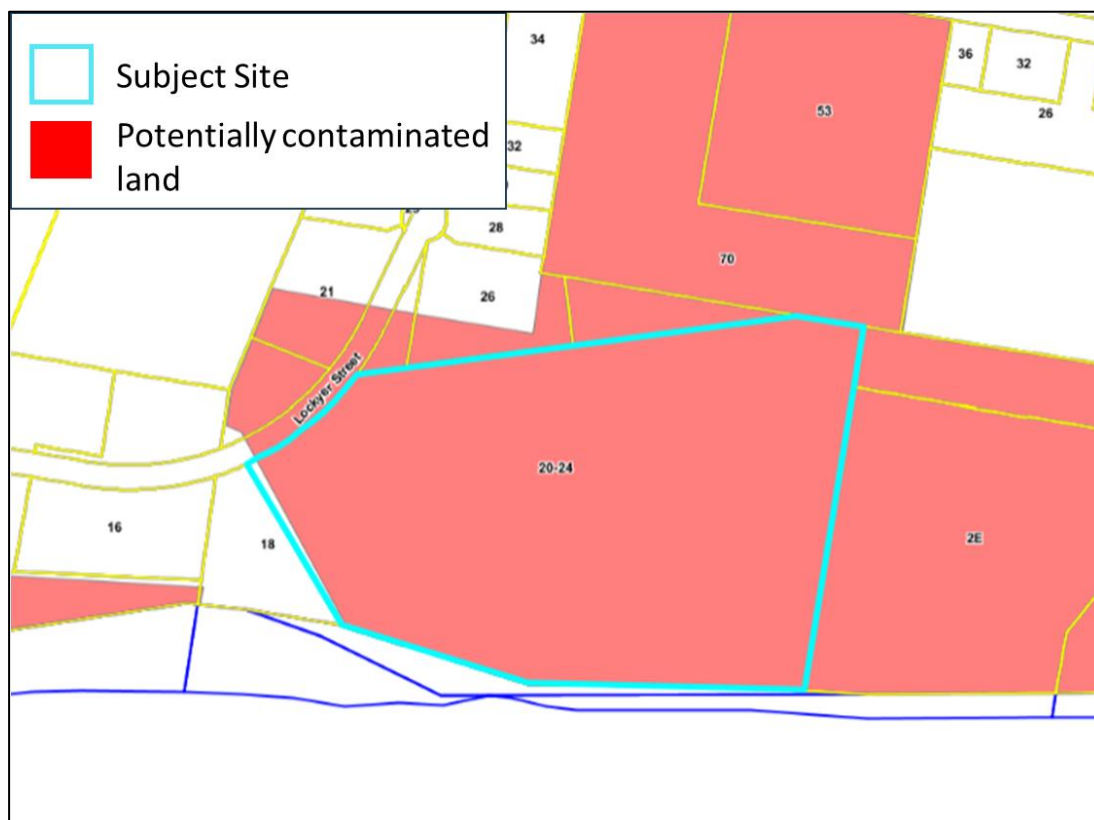 Subject Site
Potentially contaminated
land
34
36
32
53
26
32
28
70
21
26
Lockyer Street
20-24
16
18
2E